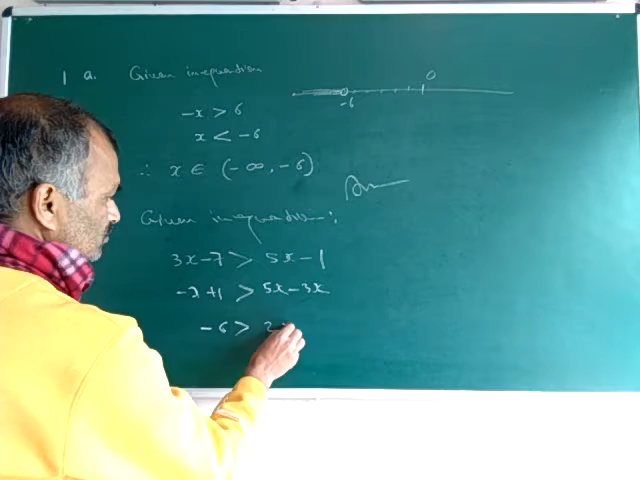 1 a. Given inequation
0
-6
-x > 6
x < -6
∴ x ∈ (-∞, -6)
Given inequation:
3x-7 > 5x-1
-7+1 > 5x-3x
-6 > 2x